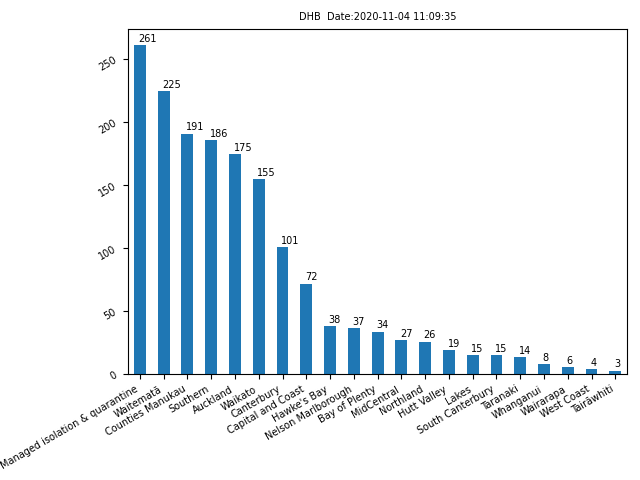 DHB  Date:2020-11-04 11:09:35
250
200
150
100
50
0
261
225
191
186
175
155
101
72
38
37
34
27
26
19
15
15
14
8
6
4
3
Managed isolation & quarantine
Waitematā
Counties Manukau
Southern
Auckland
Waikato
Canterbury
Capital and Coast
Hawke's Bay
Nelson Marlborough
Bay of Plenty
MidCentral
Northland
Hutt Valley
Lakes
South Canterbury
Taranaki
Whanganui
Wairarapa
West Coast
Tairāwhiti